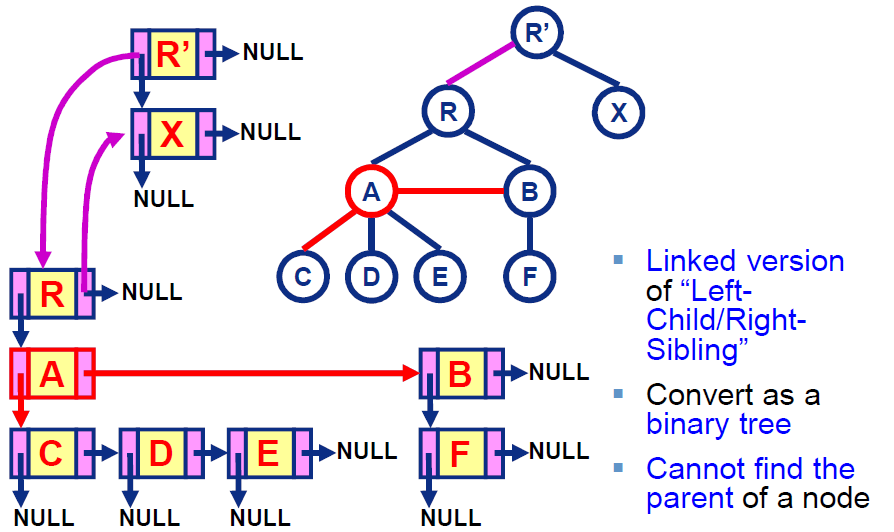 R’
NULL
X
NULL
NULL
R
NULL
A
B
NULL
C
D
E
NULL
F
NULL
NULL
NULL
NULL
NULL
R’
R
X
A
B
C
D
E
F
Linked version
of “Left-
Child/Right-
Sibling”
Convert as a
binary tree
Cannot find the
parent of a node